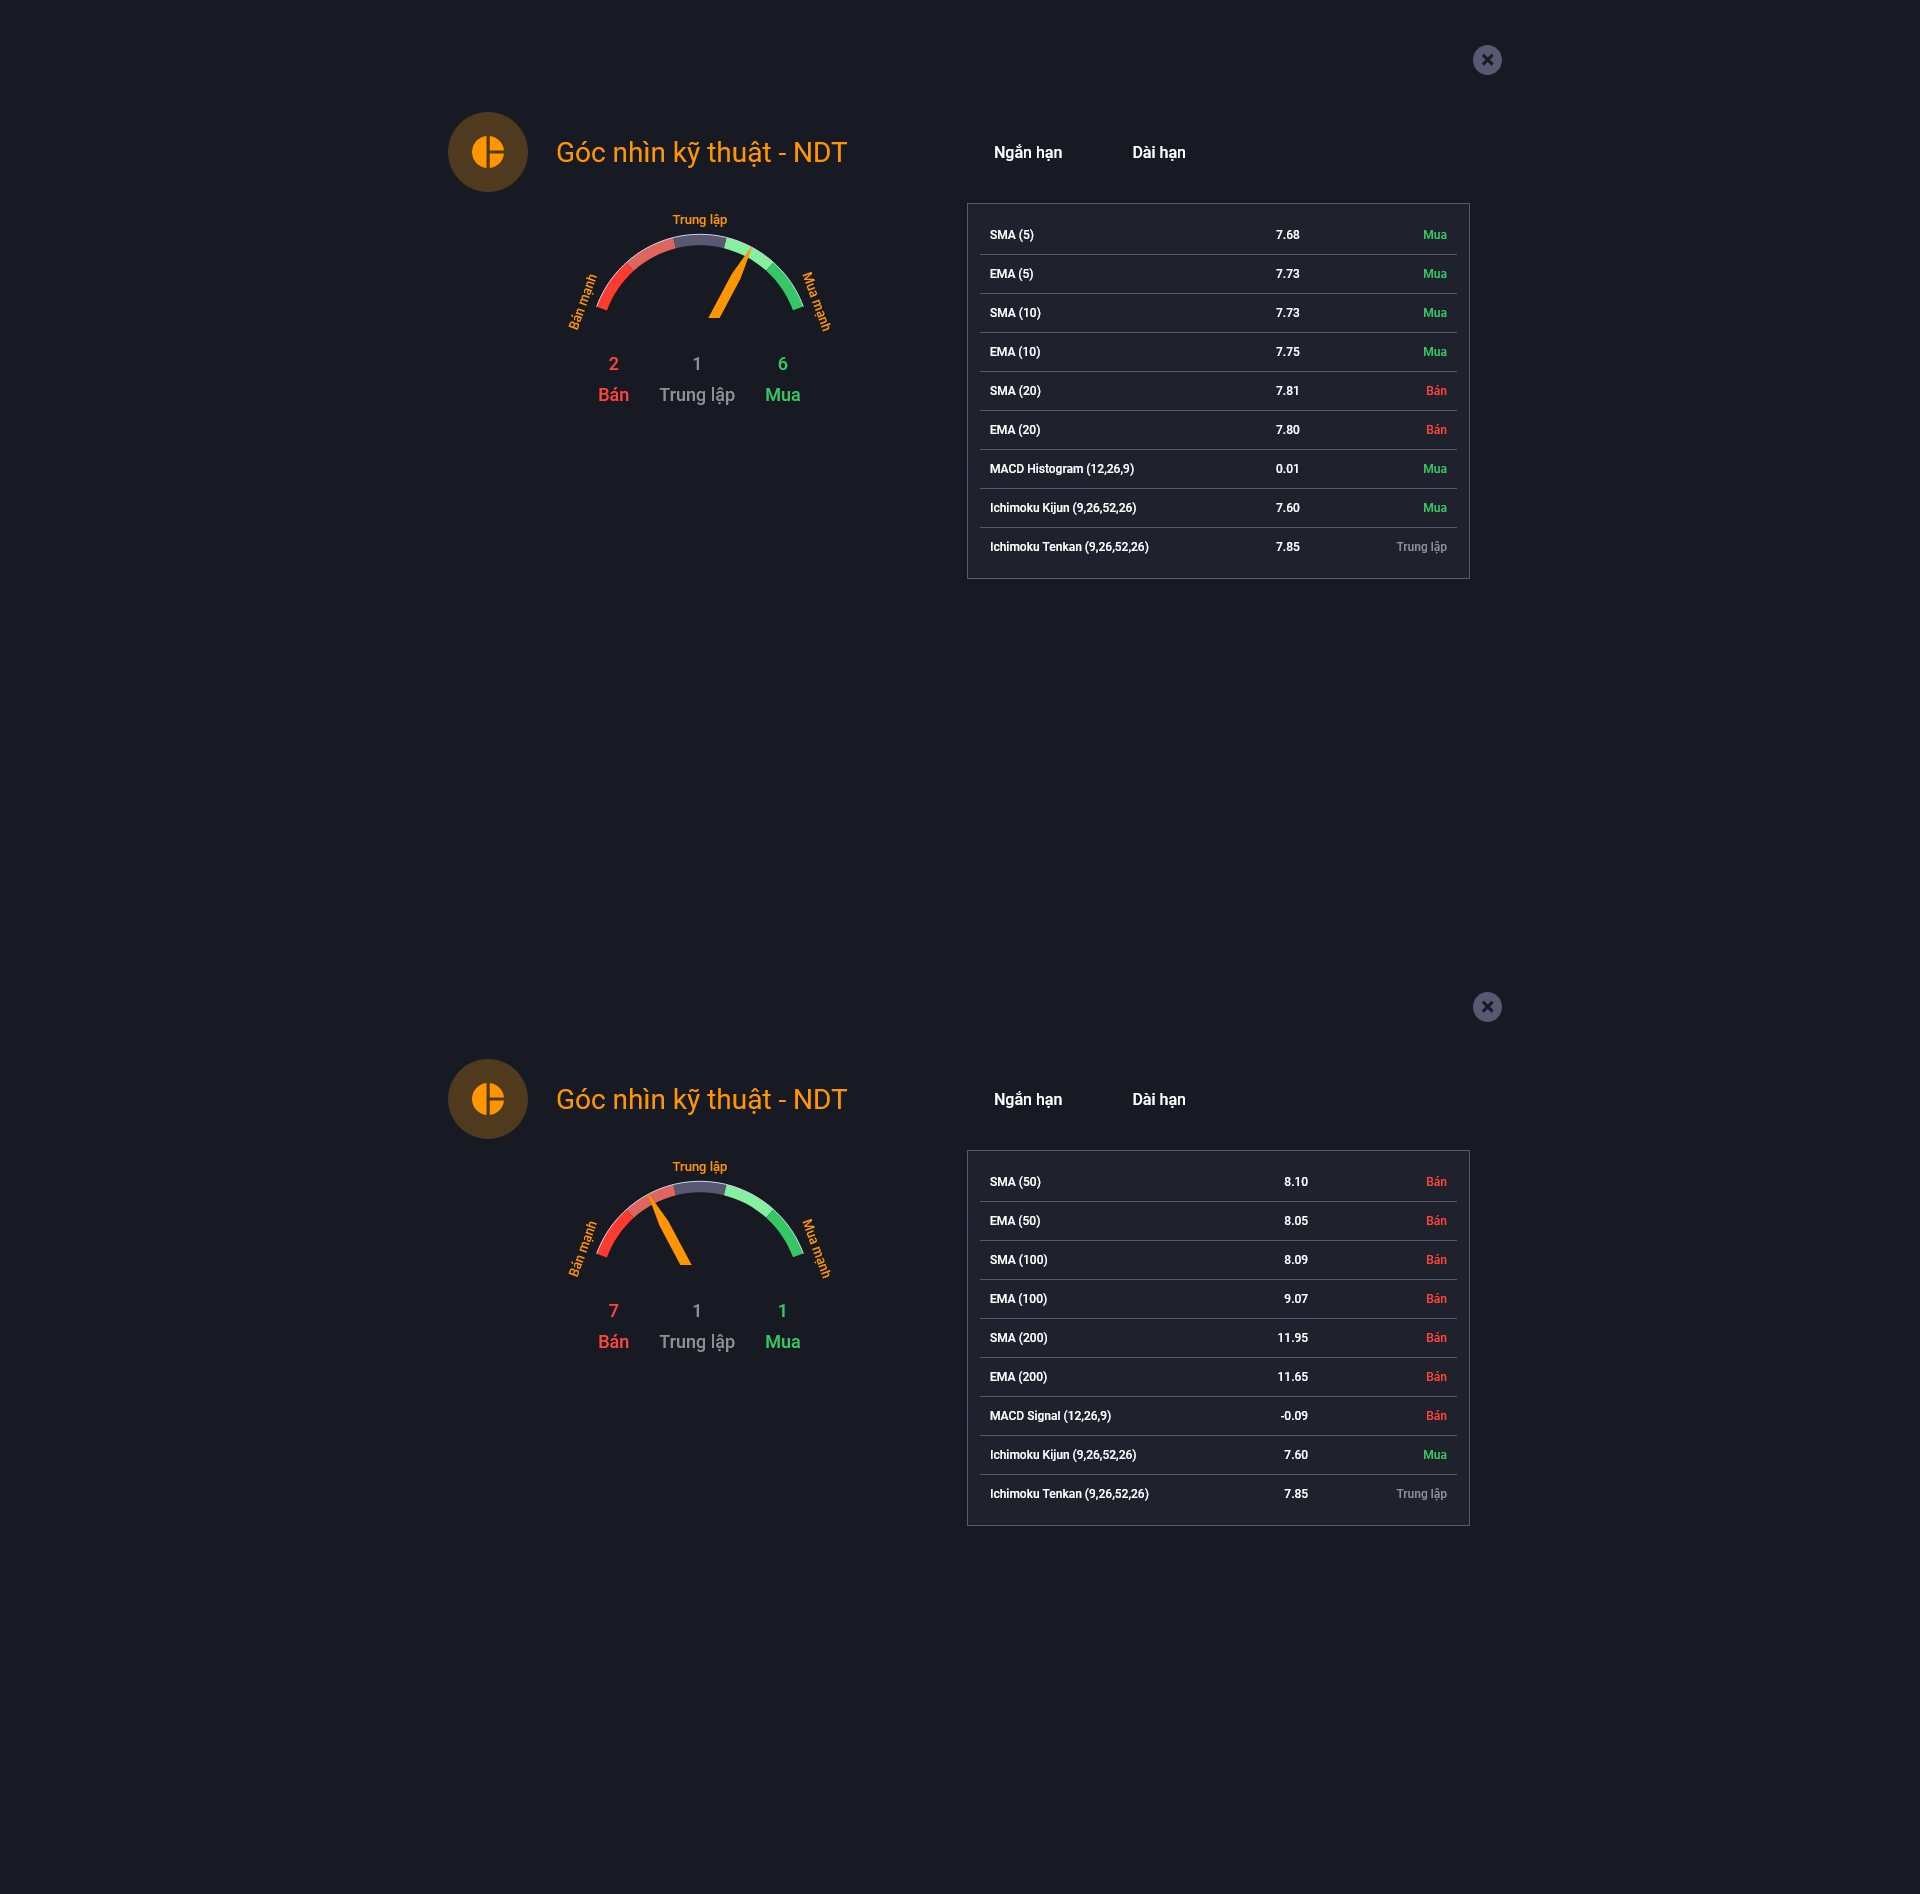 Góc nhìn kỹ thuật - NDT
Ngắn hạn Dài hạn
Trung lập
Bán mạnh
Mua mạnh
2 1 6
Bán Trung lập Mua
SMA (5) 7.68 Mua
EMA (5) 7.73 Mua
SMA (10) 7.73 Mua
EMA (10) 7.75 Mua
SMA (20) 7.81 Bán
EMA (20) 7.80 Bán
MACD Histogram (12,26,9) 0.01 Mua
Ichimoku Kijun (9,26,52,26) 7.60 Mua
Ichimoku Tenkan (9,26,52,26) 7.85 Trung lập
Góc nhìn kỹ thuật - NDT
Ngắn hạn Dài hạn
Trung lập
Bán mạnh
Mua mạnh
7 1 1
Bán Trung lập Mua
SMA (50) 8.10 Bán
EMA (50) 8.05 Bán
SMA (100) 8.09 Bán
EMA (100) 9.07 Bán
SMA (200) 11.95 Bán
EMA (200) 11.65 Bán
MACD Signal (12,26,9) -0.09 Bán
Ichimoku Kijun (9,26,52,26) 7.60 Mua
Ichimoku Tenkan (9,26,52,26) 7.85 Trung lập